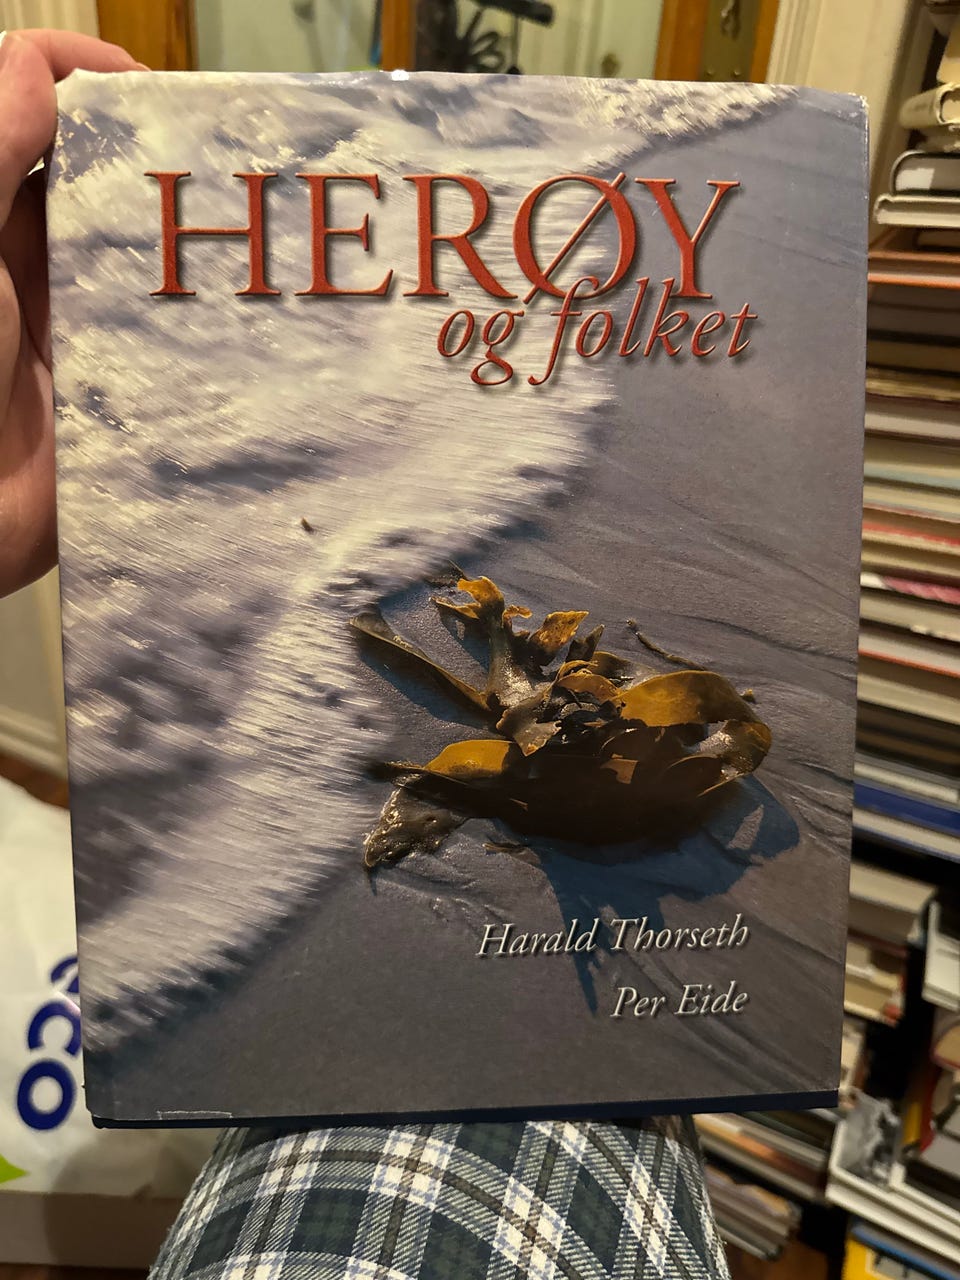 HERØY
og folket
Harald Thorseth
Per Eide